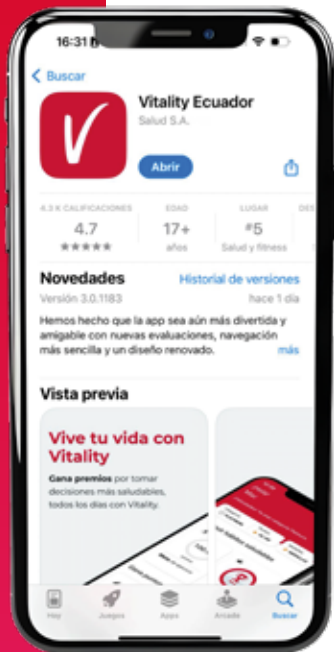 16:31
Buscar
Vitality Ecuador
Salud S.A.
Abrir
4.3 K CALIFICACIONES
EDAD
LUGAR
4.7
17+
#5
★★★★★
años
Salud y fitness
Novedades
Historial de versiones
Versión 3.0.1183
hace 1 día
Hemos hecho que la app sea aún más divertida y
amigable con nuevas evaluaciones, navegación
más sencilla y un diseño renovado.
más
Vista previa
Vive tu vida con
Vitality
Gana premios por tomar
decisiones más saludables,
todos los días con Vitality.
Hoy
Juegos
Apps
Arcade
Buscar